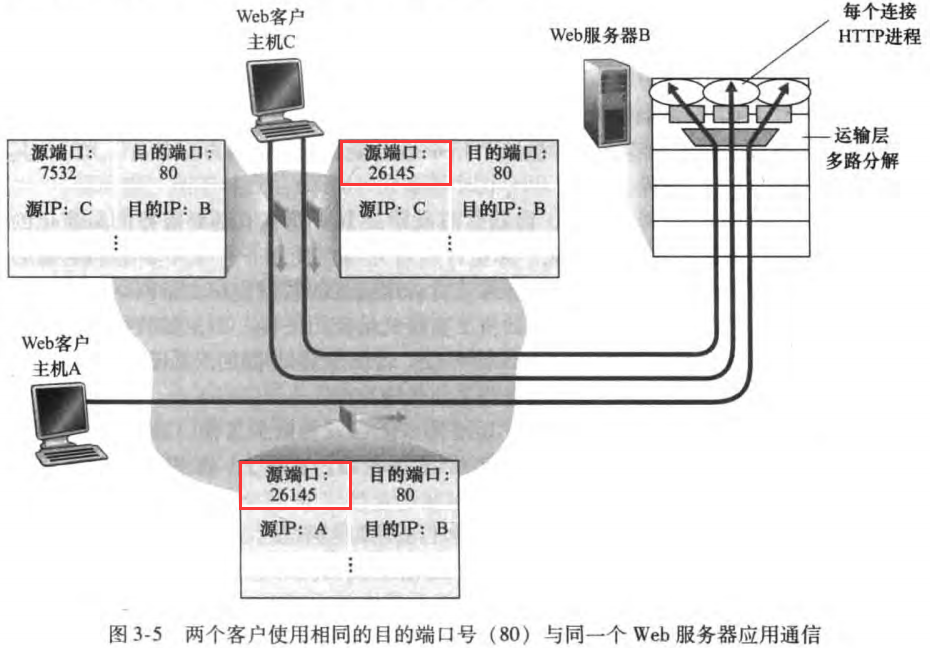 Web客户
主机C
Web服务器B
每个连接
HTTP进程
运输层
多路分解
源端口: 目的端口:
7532 80
源IP: C 目的IP: B
⋮
源端口: 目的端口:
26145 80
源IP: C 目的IP: B
⋮
Web客户
主机A
源端口: 目的端口:
26145 80
源IP: A 目的IP: B
⋮
图 3-5 两个客户使用相同的目的端口号（80）与同一个 Web 服务器应用通信